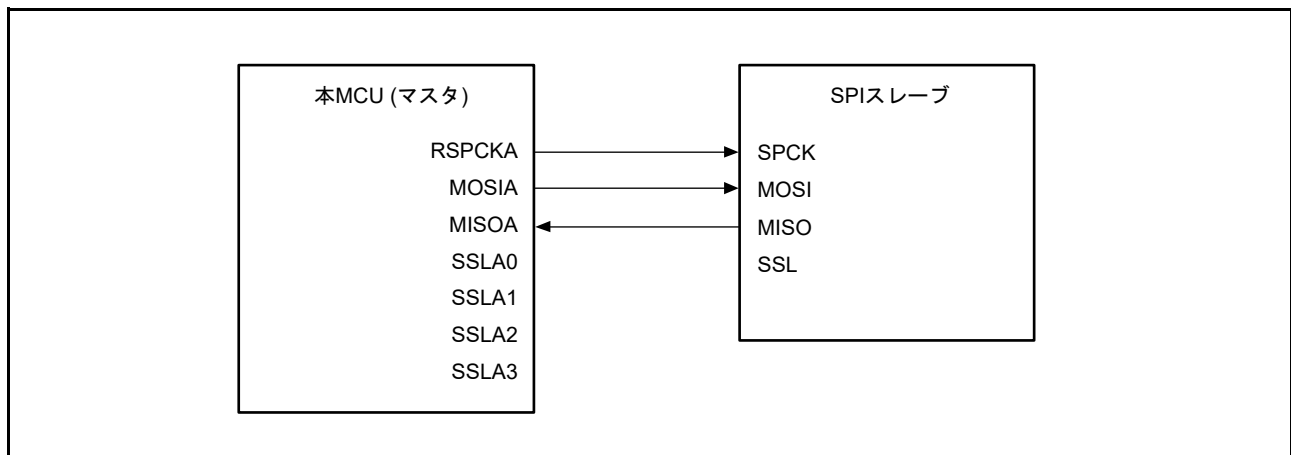 本MCU (マスタ)
RSPCKA
MOSIA
MISOA
SSLA0
SSLA1
SSLA2
SSLA3
SPIスレーブ
SPCK
MOSI
MISO
SSL